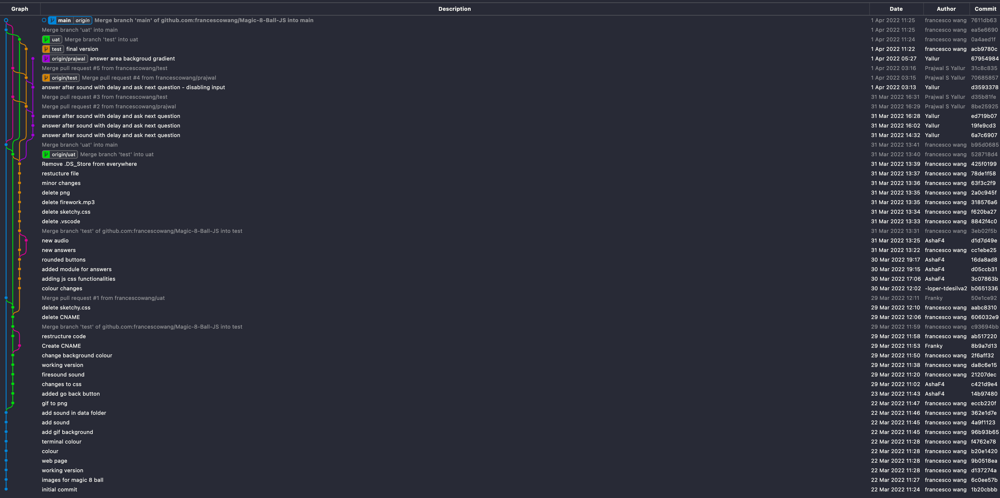 Graph Description Date Author Commit
main origin Merge branch 'main' of github.com:francescowang/Magic-8-Ball-JS into main 1 Apr 2022 11:25 francesco wang 7611db63
Merge branch 'uat' into main 1 Apr 2022 11:25 francesco wang ea5e6690
uat Merge branch 'test' into uat 1 Apr 2022 11:24 francesco wang 0a4aed1f
test final version 1 Apr 2022 11:22 francesco wang acb9780c
origin/prajwal answer area backgroud gradient 1 Apr 2022 05:27 Yallur 67954984
Merge pull request #5 from francescowang/test 1 Apr 2022 03:16 Prajwal S Yallur 31c8c835
origin/test Merge pull request #4 from francescowang/prajwal 1 Apr 2022 03:15 Prajwal S Yallur 70685857
answer after sound with delay and ask next question - disabling input 1 Apr 2022 03:13 Yallur d3593378
Merge pull request #3 from francescowang/test 31 Mar 2022 16:31 Prajwal S Yallur d35b81fe
Merge pull request #2 from francescowang/prajwal 31 Mar 2022 16:29 Prajwal S Yallur 8be25925
answer after sound with delay and ask next question 31 Mar 2022 16:28 Yallur ed719b07
answer after sound with delay and ask next question 31 Mar 2022 16:02 Yallur 19fe9cd3
answer after sound with delay and ask next question 31 Mar 2022 14:32 Yallur 6a7c6907
Merge branch 'uat' into main 31 Mar 2022 13:41 francesco wang b95d0685
origin/uat Merge branch 'test' into uat 31 Mar 2022 13:40 francesco wang 528718d4
Remove .DS_Store from everywhere 31 Mar 2022 13:39 francesco wang 425f0199
restucture file 31 Mar 2022 13:37 francesco wang 78de1f58
minor changes 31 Mar 2022 13:36 francesco wang 63f3c2f9
delete png 31 Mar 2022 13:35 francesco wang 2a0c945f
delete firework.mp3 31 Mar 2022 13:35 francesco wang 318576a6
delete sketchy.css 31 Mar 2022 13:34 francesco wang f620ba27
delete .vscode 31 Mar 2022 13:33 francesco wang 8842f4c0
Merge branch 'test' of github.com:francescowang/Magic-8-Ball-JS into test 31 Mar 2022 13:31 francesco wang 3eb02f5b
new audio 31 Mar 2022 13:25 AshaF4 d1d7d49e
new answers 31 Mar 2022 13:22 francesco wang cc1ebe25
rounded buttons 30 Mar 2022 19:17 AshaF4 16da8ad8
added module for answers 30 Mar 2022 19:15 AshaF4 d05ccb31
adding js css functionalities 30 Mar 2022 17:06 AshaF4 3c07863b
colour changes 30 Mar 2022 12:02 -loper-tdesilva2 b0651336
Merge pull request #1 from francescowang/uat 29 Mar 2022 12:11 Franky 50e1ce92
delete sketchy.css 29 Mar 2022 12:10 francesco wang aabc8310
delete CNAME 29 Mar 2022 12:06 francesco wang 606032e9
Merge branch 'test' of github.com:francescowang/Magic-8-Ball-JS into test 29 Mar 2022 11:59 francesco wang c93694bb
restructure code 29 Mar 2022 11:58 francesco wang ab517220
Create CNAME 29 Mar 2022 11:53 Franky 8b9a7d13
change background colour 29 Mar 2022 11:50 francesco wang 2f6aff32
working version 29 Mar 2022 11:38 francesco wang da8c6e15
firesound sound 29 Mar 2022 11:20 francesco wang 21207dec
changes to css 29 Mar 2022 11:02 AshaF4 c421d9e4
added go back button 23 Mar 2022 11:43 AshaF4 14b97480
gif to png 22 Mar 2022 11:47 francesco wang eccb220f
add sound in data folder 22 Mar 2022 11:46 francesco wang 362e1d7e
add sound 22 Mar 2022 11:45 francesco wang 4a9f1123
add gif background 22 Mar 2022 11:45 francesco wang 96b93b65
terminal colour 22 Mar 2022 11:28 francesco wang f4762e78
colour 22 Mar 2022 11:28 francesco wang b20e1420
web page 22 Mar 2022 11:28 francesco wang 9b0518ea
working version 22 Mar 2022 11:28 francesco wang d137274a
images for magic 8 ball 22 Mar 2022 11:27 francesco wang 6c0ee57b
initial commit 22 Mar 2022 11:24 francesco wang 1b20cbbb